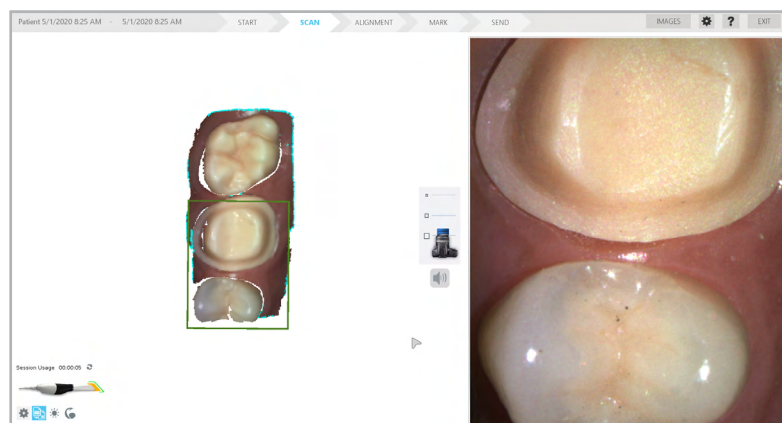 Patient 5/1/2020 8:25 AM - 5/1/2020 8:25 AM START SCAN ALIGNMENT MARK SEND IMAGES ? EXIT
Session Usage 00:00:05